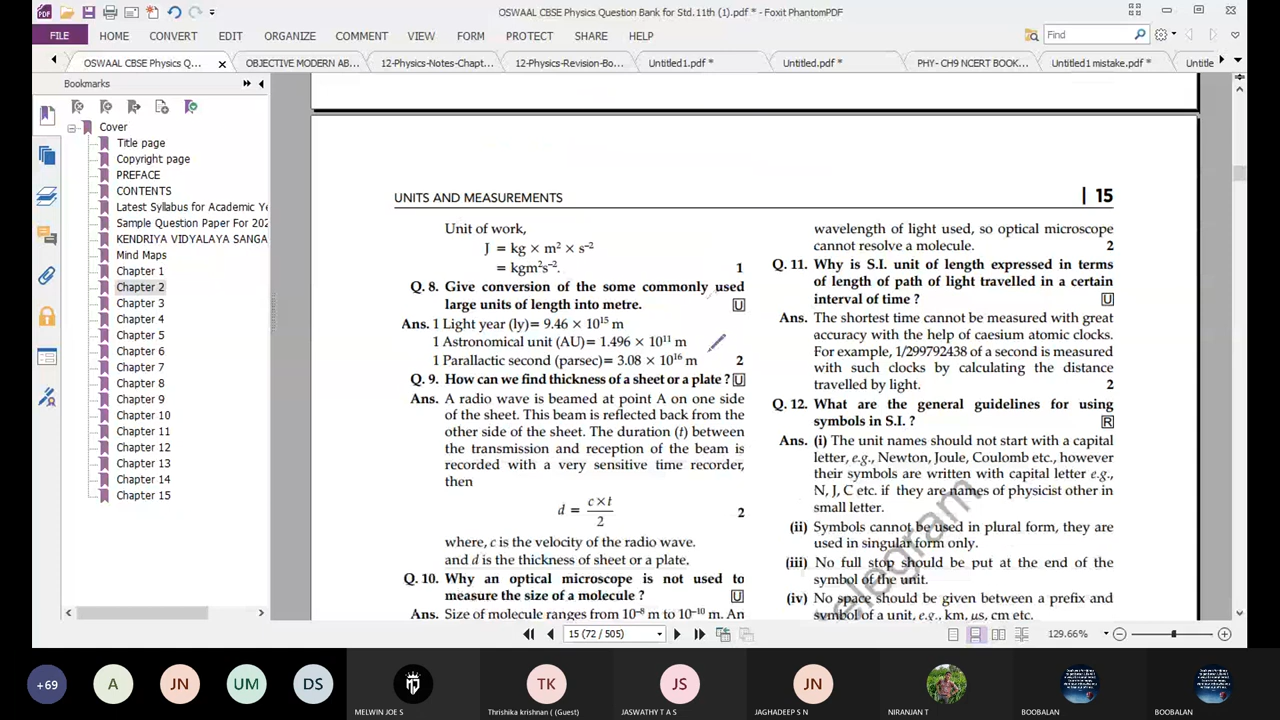 OSWAAL CBSE Physics Question Bank for Std.11th (1).pdf * - Foxit PhantomPDF
FILE HOME CONVERT EDIT ORGANIZE COMMENT VIEW FORM PROTECT SHARE HELP Find
OSWAAL CBSE Physics Q... x OBJECTIVE MODERN AB... 12-Physics-Notes-Chapt... 12-Physics-Revision-Bo... Untitled1.pdf * Untitled.pdf * PHY- CH9 NCERT BOOK... Untitled1 mistake.pdf * Untitle
Bookmarks
Cover
Title page
Copyright page
PREFACE
CONTENTS
Latest Syllabus for Academic Ye
Sample Question Paper For 202
KENDRIYA VIDYALAYA SANGA
Mind Maps
Chapter 1
Chapter 2
Chapter 3
Chapter 4
Chapter 5
Chapter 6
Chapter 7
Chapter 8
Chapter 9
Chapter 10
Chapter 11
Chapter 12
Chapter 13
Chapter 14
Chapter 15
UNITS AND MEASUREMENTS | 15
Unit of work,
J = kg × m² × s⁻²
= kgm²s⁻². 1
Q. 8. Give conversion of the some commonly used
large units of length into metre. U
Ans. 1 Light year (ly)= 9.46 × 10¹⁵ m
1 Astronomical unit (AU)= 1.496 × 10¹¹ m
1 Parallactic second (parsec)= 3.08 × 10¹⁶ m 2
Q. 9. How can we find thickness of a sheet or a plate ? U
Ans. A radio wave is beamed at point A on one side
of the sheet. This beam is reflected back from the
other side of the sheet. The duration (t) between
the transmission and reception of the beam is
recorded with a very sensitive time recorder,
then
d = c×t/2 2
where, c is the velocity of the radio wave.
and d is the thickness of sheet or a plate.
Q. 10. Why an optical microscope is not used to
measure the size of a molecule ? U
Ans. Size of molecule ranges from 10⁻⁸ m to 10⁻¹⁰ m. An
wavelength of light used, so optical microscope
cannot resolve a molecule. 2
Q. 11. Why is S.I. unit of length expressed in terms
of length of path of light travelled in a certain
interval of time ? U
Ans. The shortest time cannot be measured with great
accuracy with the help of caesium atomic clocks.
For example, 1/299792438 of a second is measured
with such clocks by calculating the distance
travelled by light. 2
Q. 12. What are the general guidelines for using
symbols in S.I. ? R
Ans. (i) The unit names should not start with a capital
letter, e.g., Newton, Joule, Coulomb etc., however
their symbols are written with capital letter e.g.,
N, J, C etc. if they are names of physicist other in
small letter.
(ii) Symbols cannot be used in plural form, they are
used in singular form only.
(iii) No full stop should be put at the end of the
symbol of the unit.
(iv) No space should be given between a prefix and
symbol of a unit, e.g., km, μs, cm etc.
elegram
15 (72 / 505) 129.66%
+69 A JN UM DS TK JS JN
MELWIN JOE S Thrishika krishnan ( (Guest) JASWATHY T A S JAGHADEEP S N NIRANJAN T BOOBALAN BOOBALAN